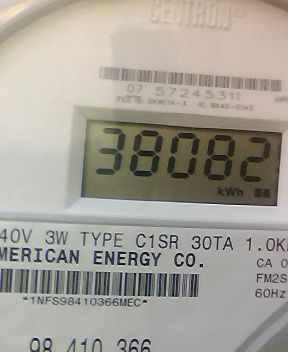 CENTRON®
07 57245311
38082
kWh
40V 3W TYPE C1SR 30TA 1.0K
MERICAN ENERGY CO.
CA 0
FM2S
60Hz
*1NFS98410366MEC*
98 410 366